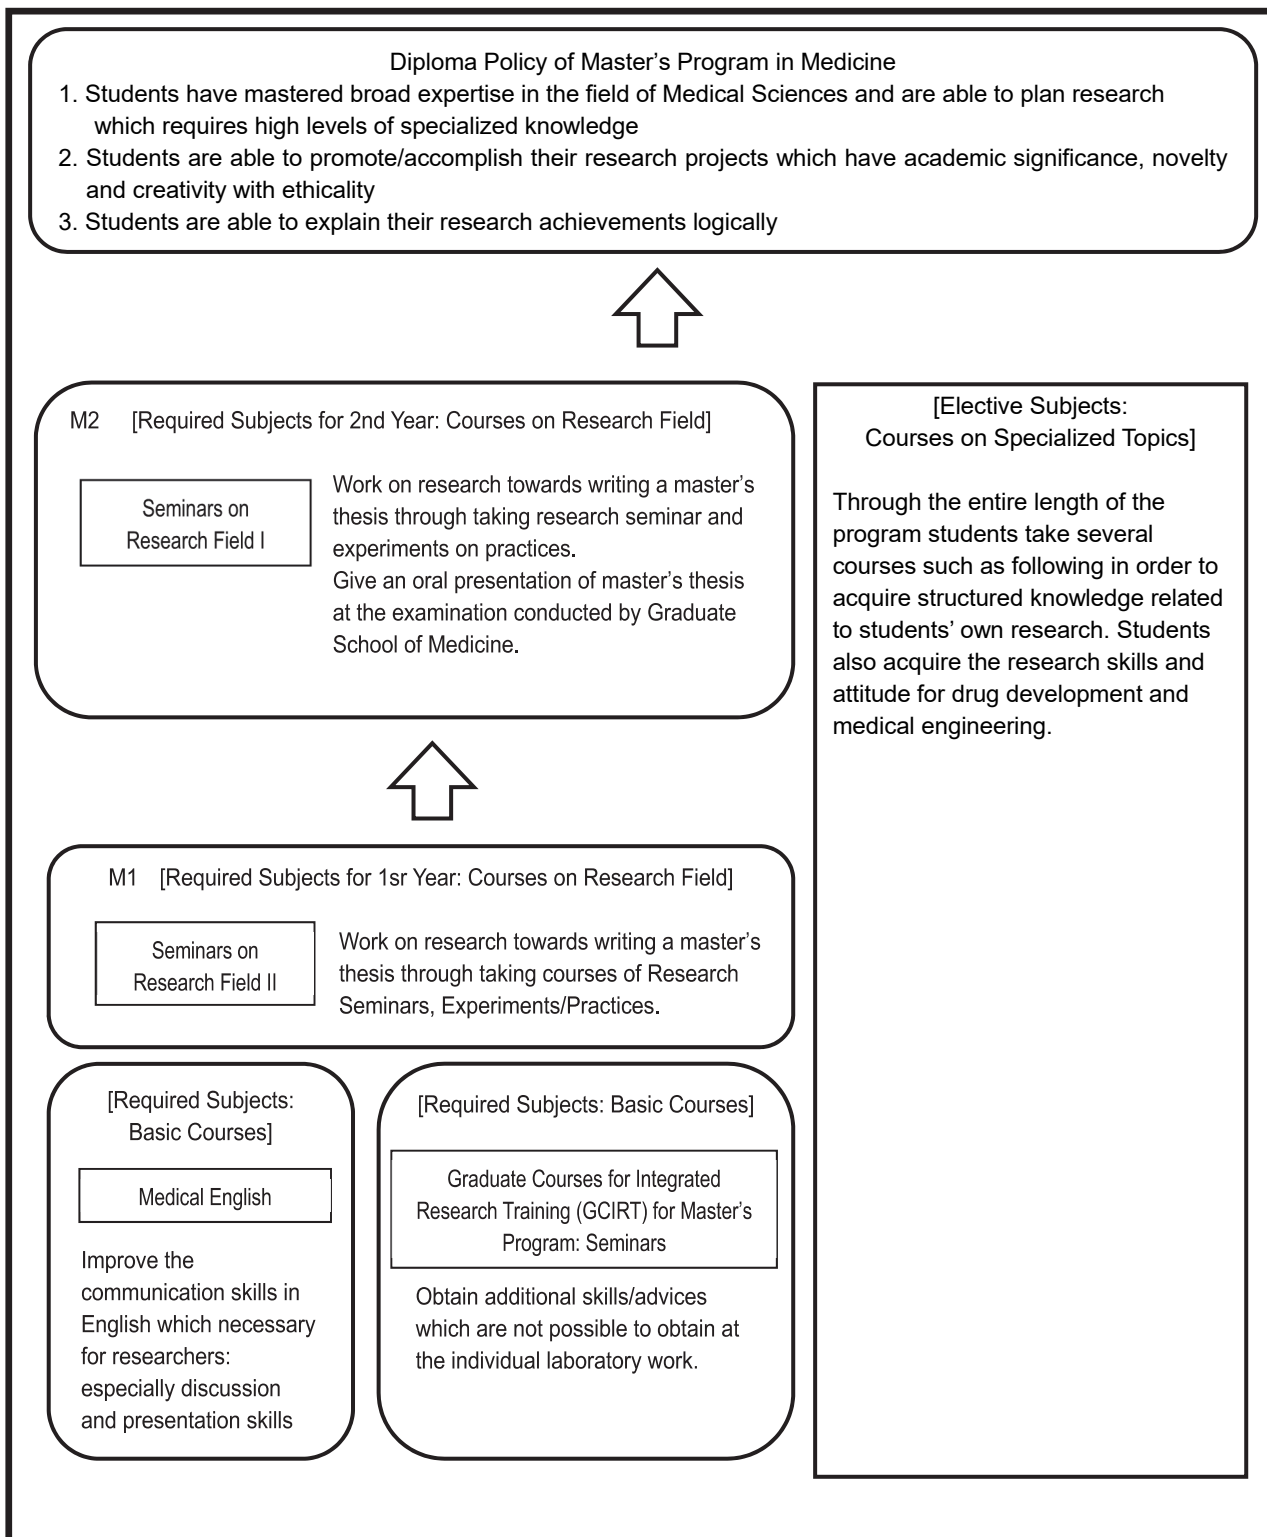 Diploma Policy of Master's Program in Medicine
1. Students have mastered broad expertise in the field of Medical Sciences and are able to plan research
which requires high levels of specialized knowledge
2. Students are able to promote/accomplish their research projects which have academic significance, novelty
and creativity with ethicality
3. Students are able to explain their research achievements logically
M2 [Required Subjects for 2nd Year: Courses on Research Field]
Seminars on
Research Field I
Work on research towards writing a master's
thesis through taking research seminar and
experiments on practices.
Give an oral presentation of master's thesis
at the examination conducted by Graduate
School of Medicine.
[Elective Subjects:
Courses on Specialized Topics]
Through the entire length of the
program students take several
courses such as following in order to
acquire structured knowledge related
to students' own research. Students
also acquire the research skills and
attitude for drug development and
medical engineering.
M1 [Required Subjects for 1sr Year: Courses on Research Field]
Seminars on
Research Field II
Work on research towards writing a master's
thesis through taking courses of Research
Seminars, Experiments/Practices.
[Required Subjects:
Basic Courses]
Medical English
Improve the
communication skills in
English which necessary
for researchers:
especially discussion
and presentation skills
[Required Subjects: Basic Courses]
Graduate Courses for Integrated
Research Training (GCIRT) for Master's
Program: Seminars
Obtain additional skills/advices
which are not possible to obtain at
the individual laboratory work.